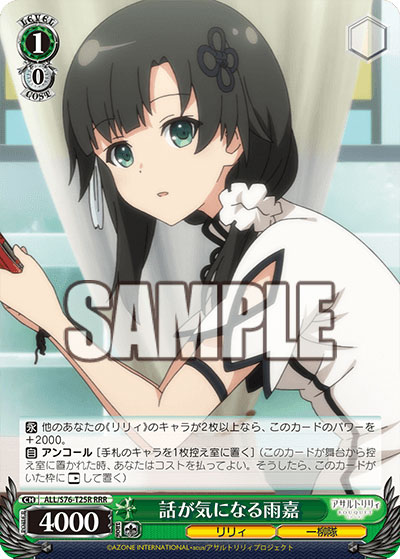 LEVEL
1
0
COST
SAMPLE
永 他のあなたの《リリィ》のキャラが2枚以上なら、このカードのパワーを
+2000。
自 アンコール [手札のキャラを1枚控え室に置く] (このカードが舞台から控
え室に置かれた時、あなたはコストを払ってよい。そうしたら、このカードが
いた枠にレストして置く)
CH ALL/S76-T25R RRR
4000
話が気になる雨嘉
アサルトリリィ
BOUQUET
リリィ
一柳隊
©AZONE INTERNATIONAL・acus/アサルトリリィプロジェクト